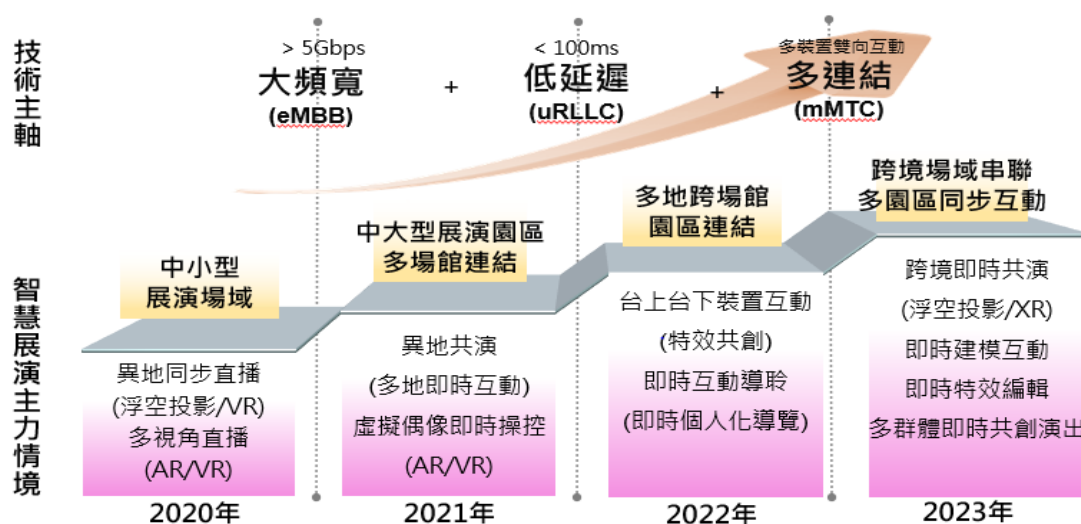 技術主軸
> 5Gbps
大頻寬
(eMBB)
+
< 100ms
低延遲
(uRLLC)
+
多裝置雙向互動
多連結
(mMTC)
智慧展演主力情境
中小型
展演場域
異地同步直播
(浮空投影/VR)
多視角直播
(AR/VR)
2020年
中大型展演園區
多場館連結
異地共演
(多地即時互動)
虛擬偶像即時操控
(AR/VR)
2021年
多地跨場館
園區連結
台上台下裝置互動
(特效共創)
即時互動導聆
(即時個人化導覽)
2022年
跨境場域串聯
多園區同步互動
跨境即時共演
(浮空投影/XR)
即時建模互動
即時特效編輯
多群體即時共創演出
2023年